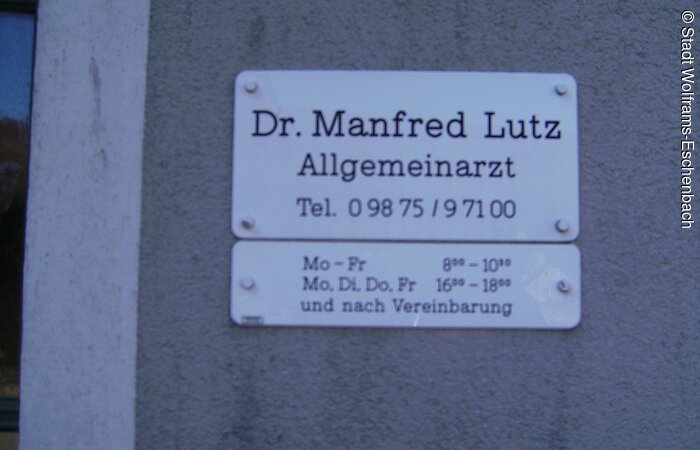 Dr. Manfred Lutz
Allgemeinarzt
Tel. 0 98 75 / 9 71 00
Mo – Fr 8⁰⁰ – 10³⁰
Mo, Di, Do, Fr 16⁰⁰ – 18⁰⁰
und nach Vereinbarung
© Stadt Wolframs-Eschenbach